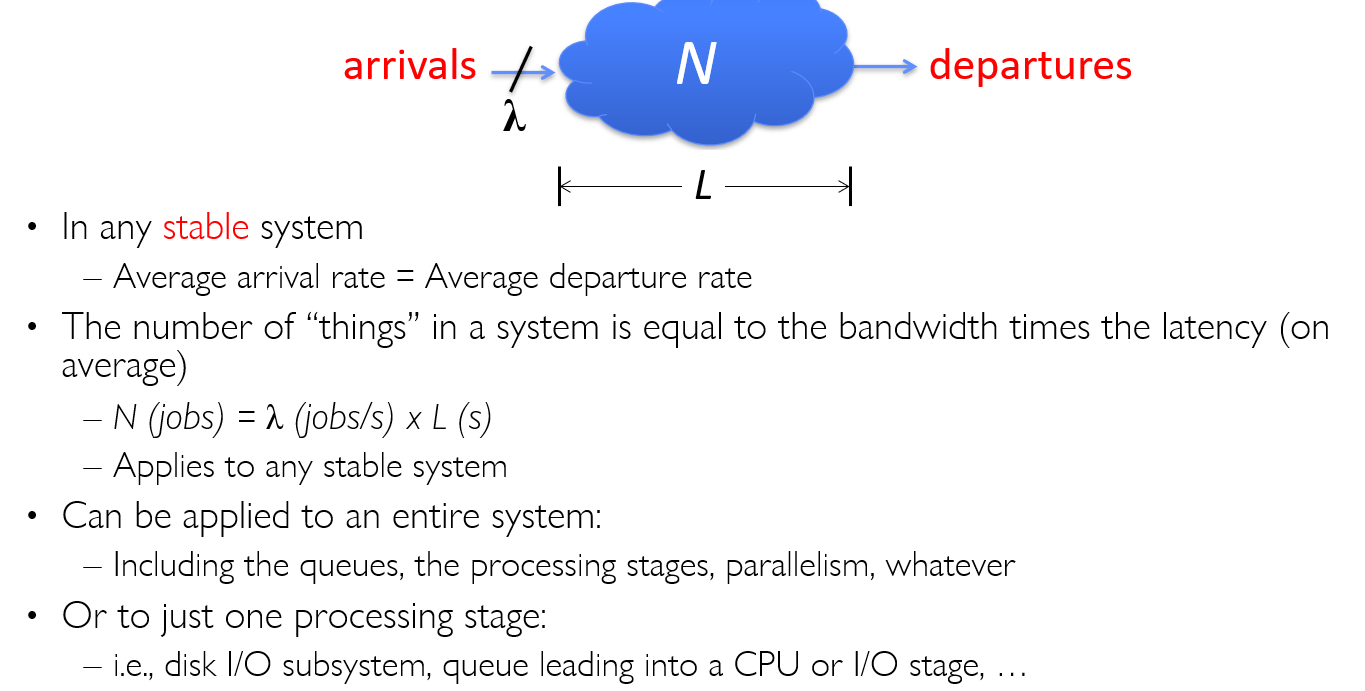 arrivals
N
departures
λ
L
• In any stable system
– Average arrival rate = Average departure rate
• The number of “things” in a system is equal to the bandwidth times the latency (on
average)
– N (jobs) = λ (jobs/s) x L (s)
– Applies to any stable system
• Can be applied to an entire system:
– Including the queues, the processing stages, parallelism, whatever
• Or to just one processing stage:
– i.e., disk I/O subsystem, queue leading into a CPU or I/O stage, …